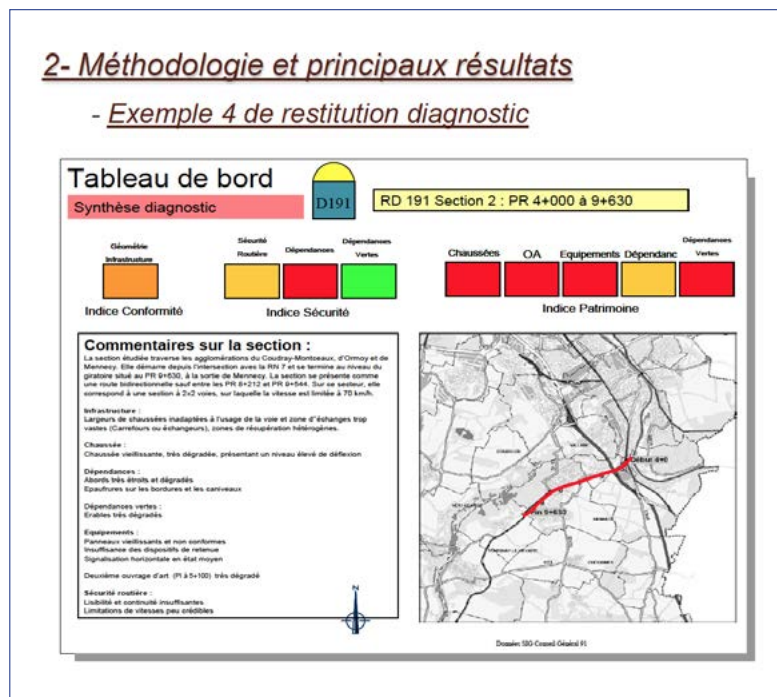 2- Méthodologie et principaux résultats
- Exemple 4 de restitution diagnostic
Tableau de bord
Synthèse diagnostic
D191
RD 191 Section 2 : PR 4+000 à 9+630
Géométrie
Infrastructure
Indice Conformité
Sécurité
Routière
Dépendances
Dépendances
Vertes
Indice Sécurité
Chaussées
OA
Equipements
Dépendanc
Dépendances
Vertes
Indice Patrimoine
Commentaires sur la section :
La section étudiée traverse les agglomérations du Coudray-Montceaux, d'Ormoy et de
Mennecy. Elle démarre depuis l'intersection avec la RN 7 et se termine au niveau du
giratoire situé au PR 9+630, à la sortie de Mennecy. La section se présente comme
une route bidirectionnelle sauf entre les PR 8+212 et PR 8+544. Sur ce secteur, elle
correspond à une section à 2x2 voies, sur laquelle la vitesse est limitée à 70 km/h.
Infrastructure :
Largeurs de chaussées inadaptées à l'usage de la voie et zone d''échanges trop
vastes (Carrefours ou échangeurs), zones de récupération hétérogènes.
Chaussée :
Chaussée vieillissante, très dégradée, présentant un niveau élevé de déflexion
Dépendances :
Abords très étroits et dégradés
Epaufrures sur les bordures et les caniveaux
Dépendances vertes :
Erables très dégradés
Equipements :
Panneaux vieillissants et non conformes
Insuffisance des dispositifs de retenue
Signalisation horizontale en état moyen
Deuxième ouvrage d'art (PI à 5+100) très dégradé
Sécurité routière :
Lisibilité et continuité insuffisantes
Limitations de vitesses peu crédibles
N
Début 4+0
Fin 9+630
Données SIG Conseil Général 91